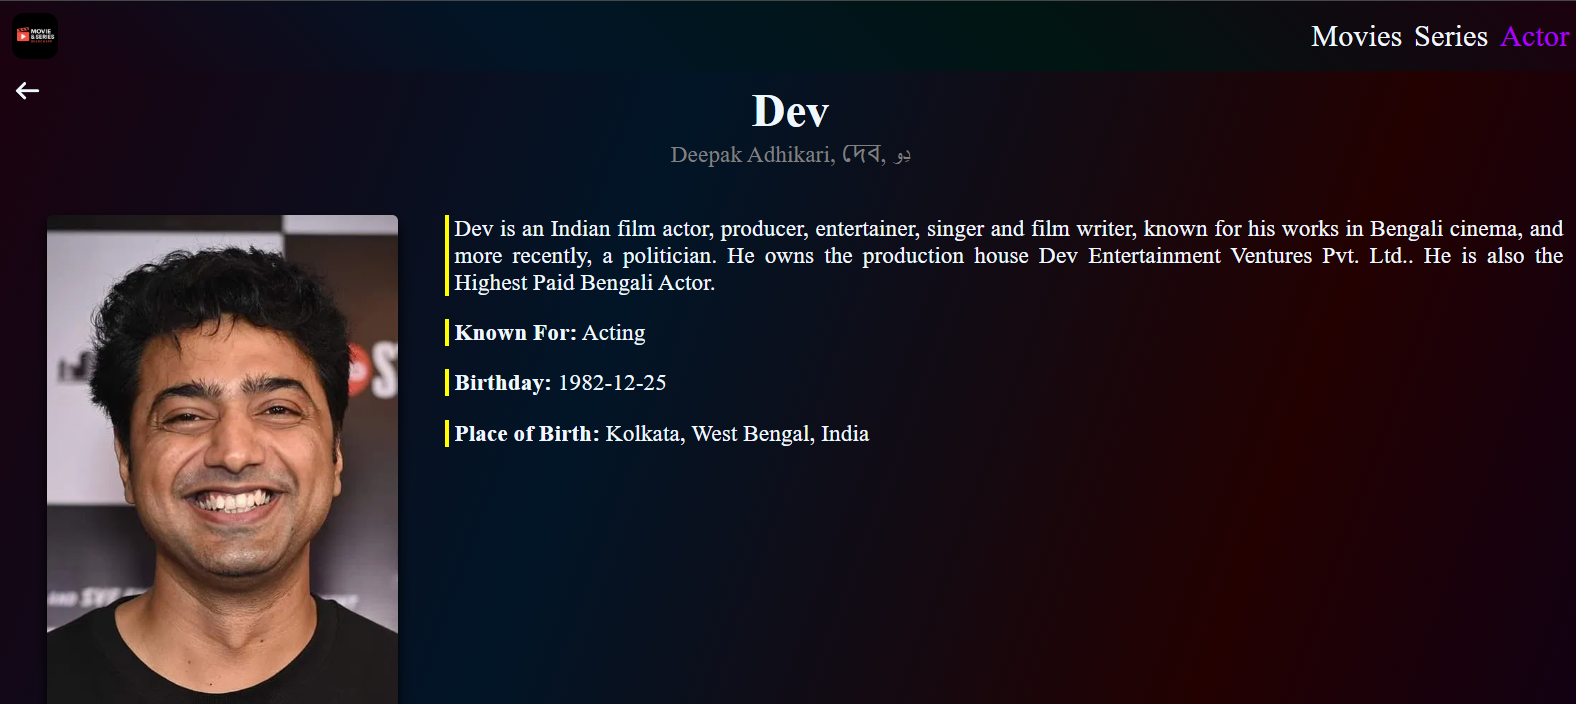 MOVIE
& SERIES
Movies Series Actor
Dev
Deepak Adhikari, দেব, دِو
Dev is an Indian film actor, producer, entertainer, singer and film writer, known for his works in Bengali cinema, and
more recently, a politician. He owns the production house Dev Entertainment Ventures Pvt. Ltd.. He is also the
Highest Paid Bengali Actor.
Known For: Acting
Birthday: 1982-12-25
Place of Birth: Kolkata, West Bengal, India
AND SVF